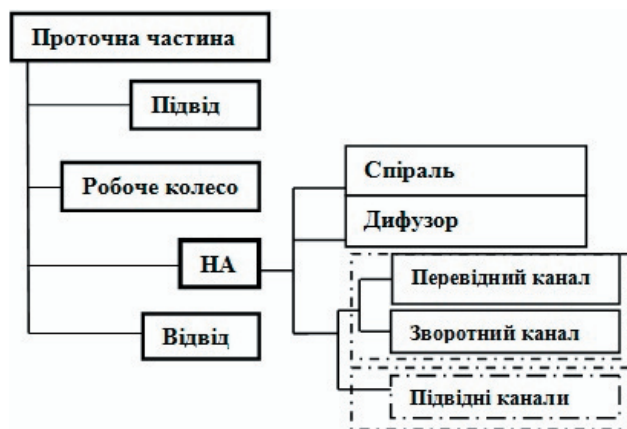 Проточна частина
Підвід
Робоче колесо
НА
Відвід
Спіраль
Дифузор
Перевідний канал
Зворотний канал
Підвідні канали